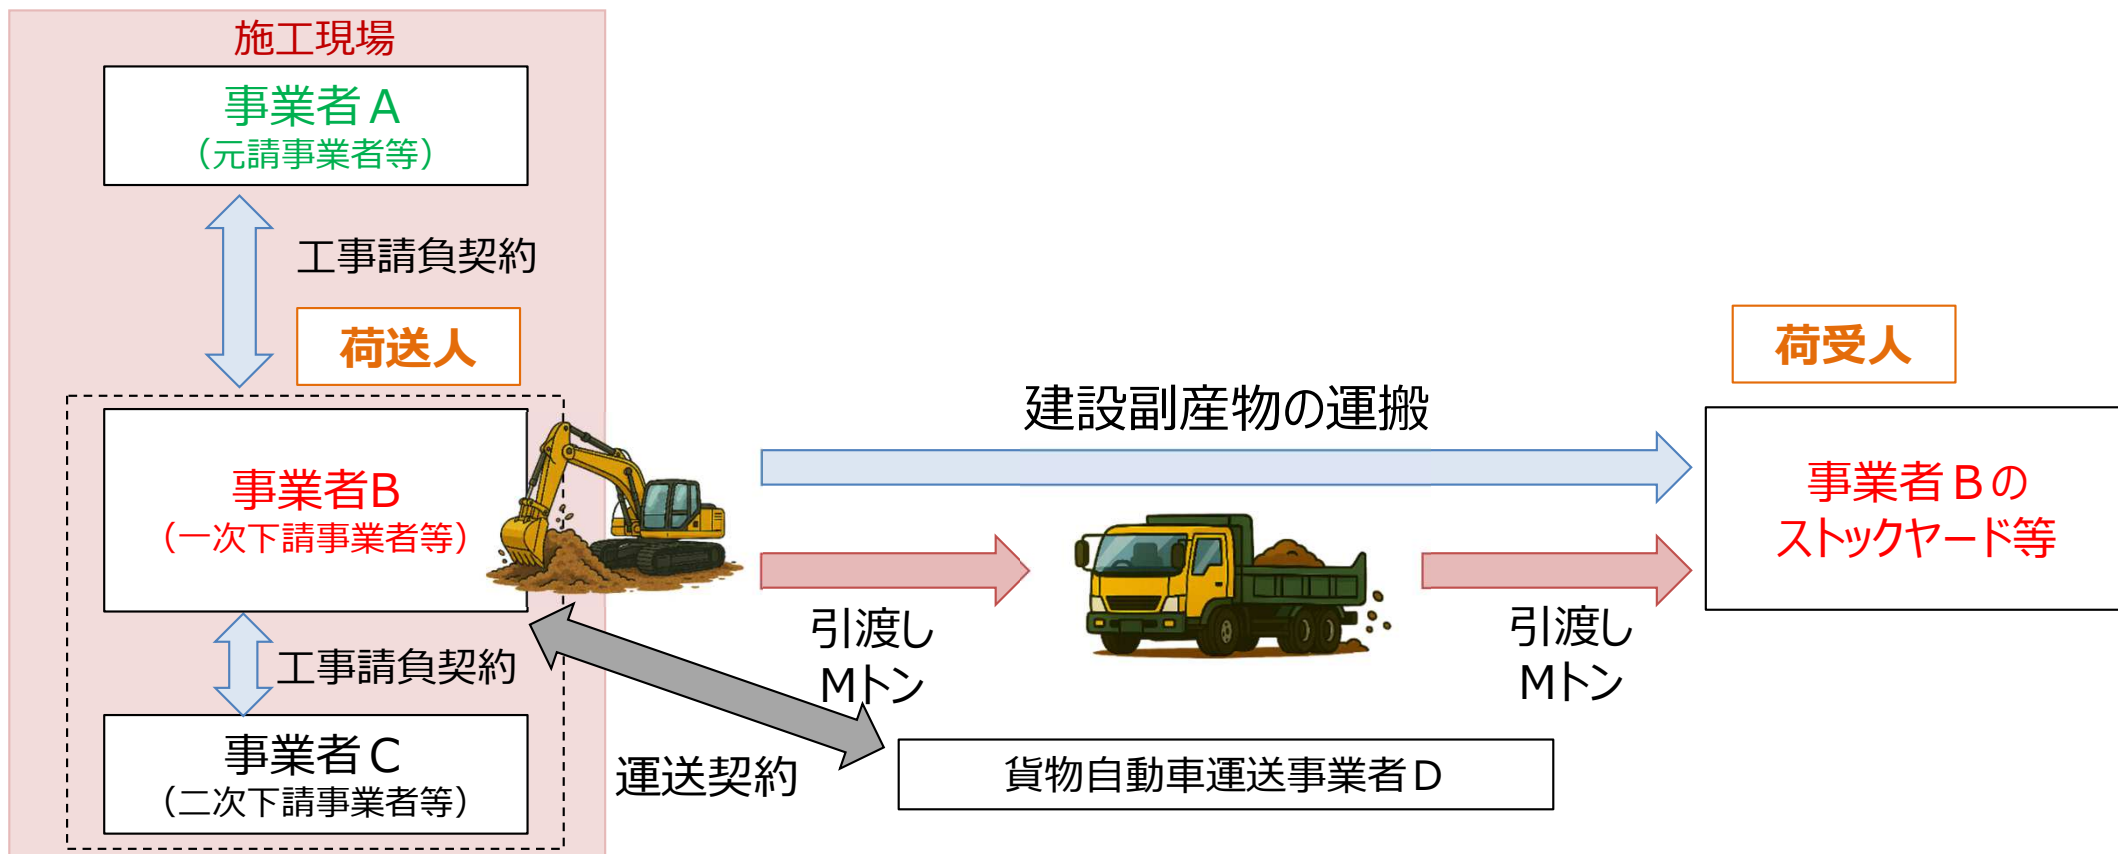 施工現場
事業者A
（元請事業者等）
工事請負契約
荷送人
荷受人
建設副産物の運搬
事業者B
（一次下請事業者等）
事業者Bの
ストックヤード等
引渡し
Mトン
引渡し
Mトン
工事請負契約
事業者C
（二次下請事業者等）
運送契約
貨物自動車運送事業者D